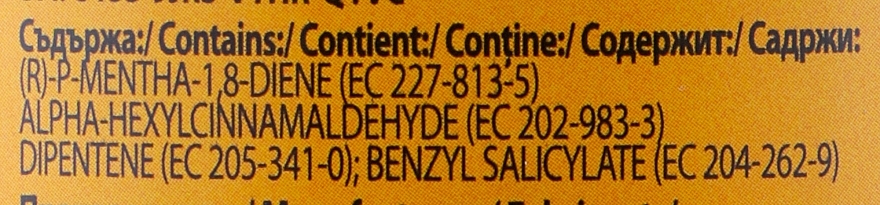 Съдържа:/ Contains:/ Contient:/ Conține:/ Содержит:/ Садржи:
(R)-P-MENTHA-1,8-DIENE (EC 227-813-5)
ALPHA-HEXYLCINNAMALDEHYDE (EC 202-983-3)
DIPENTENE (EC 205-341-0); BENZYL SALICYLATE (EC 204-262-9)